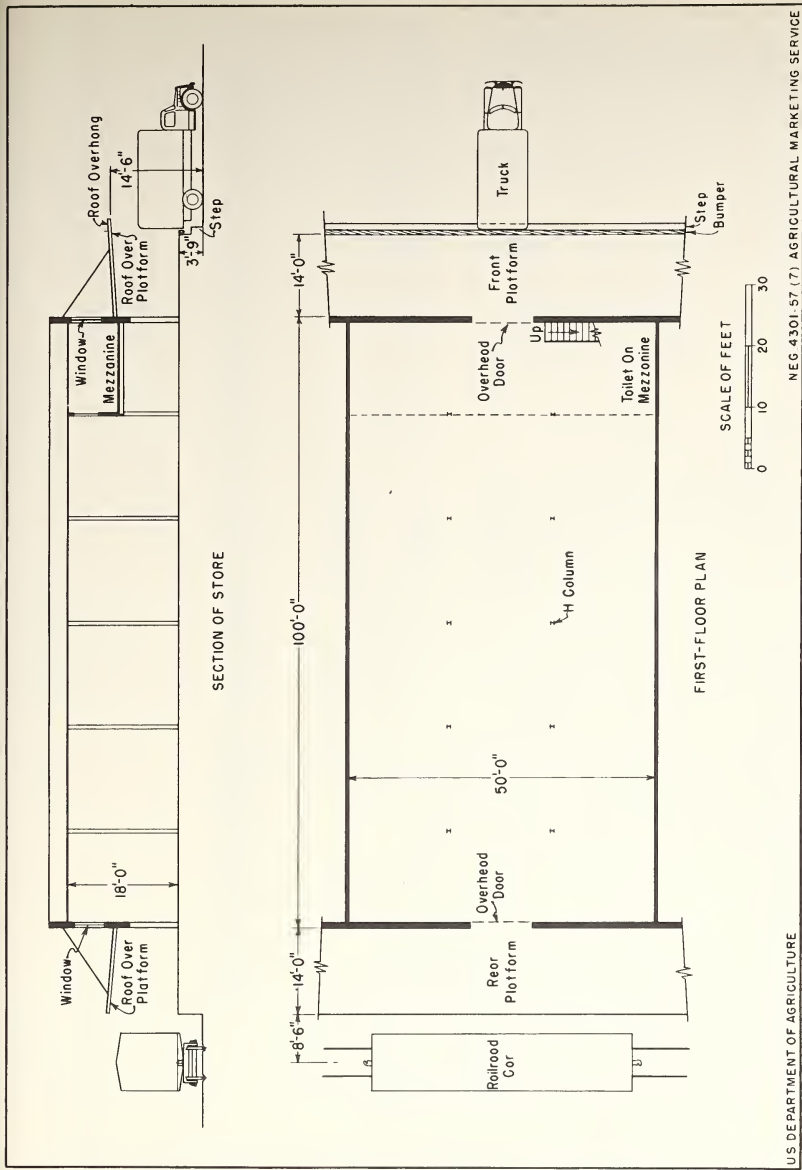 Window
Roof Over
Platform
18'-0"
Window
Mezzanine
Roof Over
Platform
Roof Overhang
14'-6"
3'-9"
Step
SECTION OF STORE
8'-6"
14'-0"
100'-0"
14'-0"
Railroad
Car
Rear
Platform
Overhead
Door
50'-0"
H Column
Overhead
Door
Up
Toilet On
Mezzanine
Front
Platform
Truck
Step
Bumper
FIRST-FLOOR PLAN
SCALE OF FEET
0 10 20 30
US DEPARTMENT OF AGRICULTURE
NEG 4301-57 (7) AGRICULTURAL MARKETING SERVICE